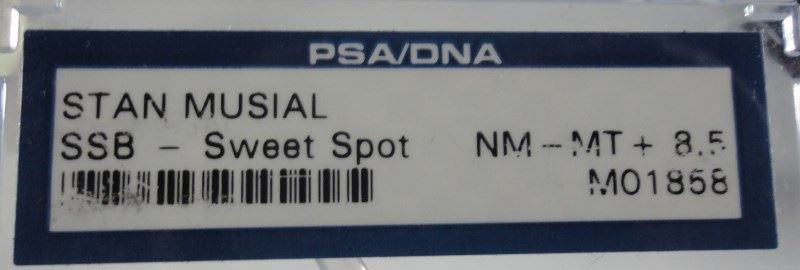 PSA/DNA
STAN MUSIAL
SSB - Sweet Spot NM-MT+ 8.5
M01858